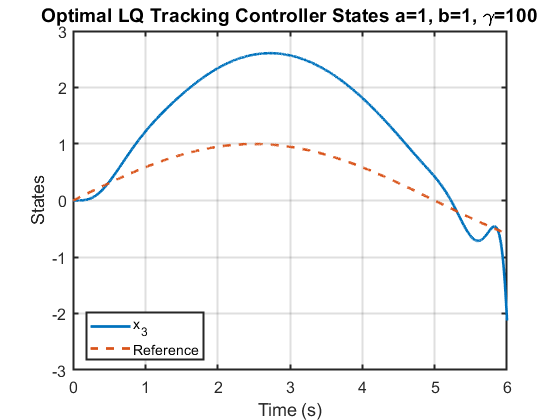 Optimal LQ Tracking Controller States a=1, b=1, γ=100
3
2
1
0
-1
-2
-3
States
x3
Reference
0 1 2 3 4 5 6
Time (s)